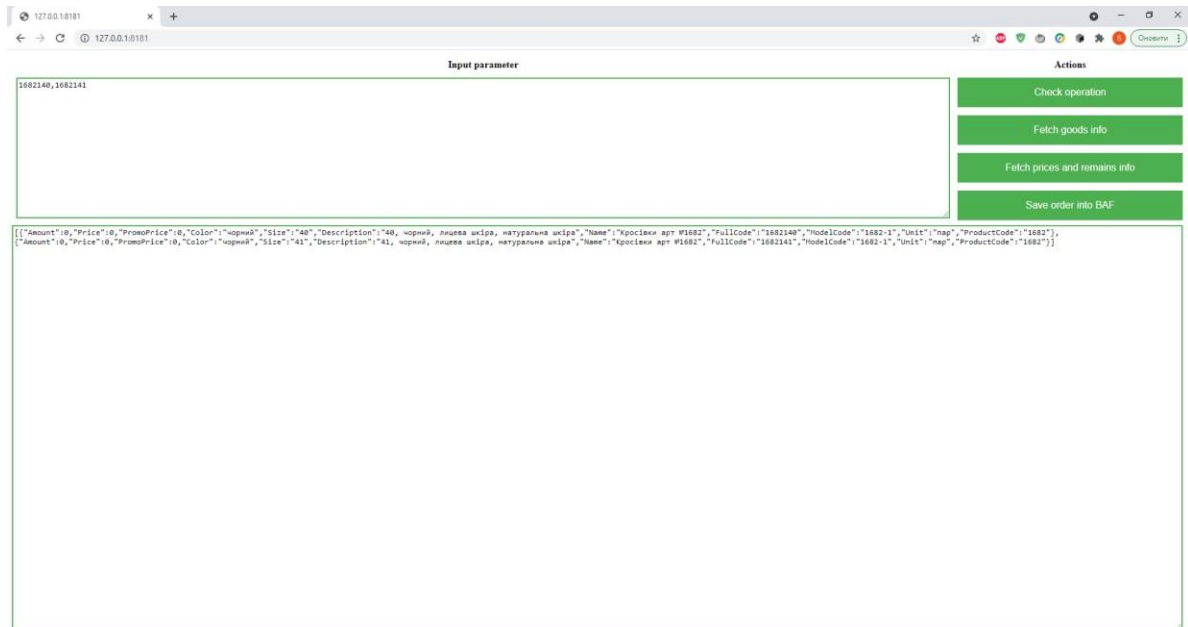 127.0.0.1:8181
127.0.0.1:8181
Оновити
Input parameter
Actions
1682140,1682141
Check operation
Fetch goods info
Fetch prices and remains info
Save order into BAF
[{"Amount":0,"Price":0,"PromoPrice":0,"Color":"чорний","Size":"40","Description":"40, чорний, лицева шкіра, натуральна шкіра","Name":"Кросівки арт №1682","FullCode":"1682140","ModelCode":"1682-1","Unit":"пар","ProductCode":"1682"},
{"Amount":0,"Price":0,"PromoPrice":0,"Color":"чорний","Size":"41","Description":"41, чорний, лицева шкіра, натуральна шкіра","Name":"Кросівки арт №1682","FullCode":"1682141","ModelCode":"1682-1","Unit":"пар","ProductCode":"1682"}]